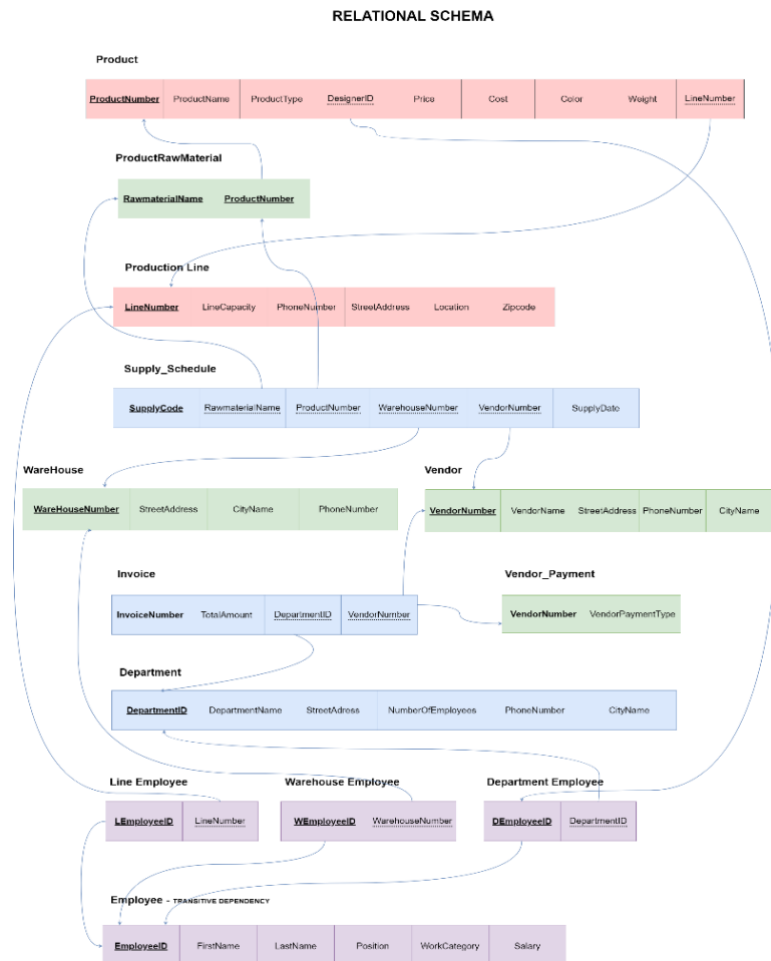 RELATIONAL SCHEMA
Product
ProductNumber ProductName ProductType DesignerID Price Cost Color Weight LineNumber
ProductRawMaterial
RawmaterialName ProductNumber
Production Line
LineNumber LineCapacity PhoneNumber StreetAddress Location Zipcode
Supply_Schedule
SupplyCode RawmaterialName ProductNumber WarehouseNumber VendorNumber SupplyDate
WareHouse
WareHouseNumber StreetAddress CityName PhoneNumber
Vendor
VendorNumber VendorName StreetAddress PhoneNumber CityName
Invoice
InvoiceNumber TotalAmount DepartmentID VendorNumber
Vendor_Payment
VendorNumber VendorPaymentType
Department
DepartmentID DepartmentName StreetAdress NumberOfEmployees PhoneNumber CityName
Line Employee
LEmployeeID LineNumber
Warehouse Employee
WEmployeeID WarehouseNumber
Department Employee
DEmployeeID DepartmentID
Employee - TRANSITIVE DEPENDENCY
EmployeeID FirstName LastName Position WorkCategory Salary